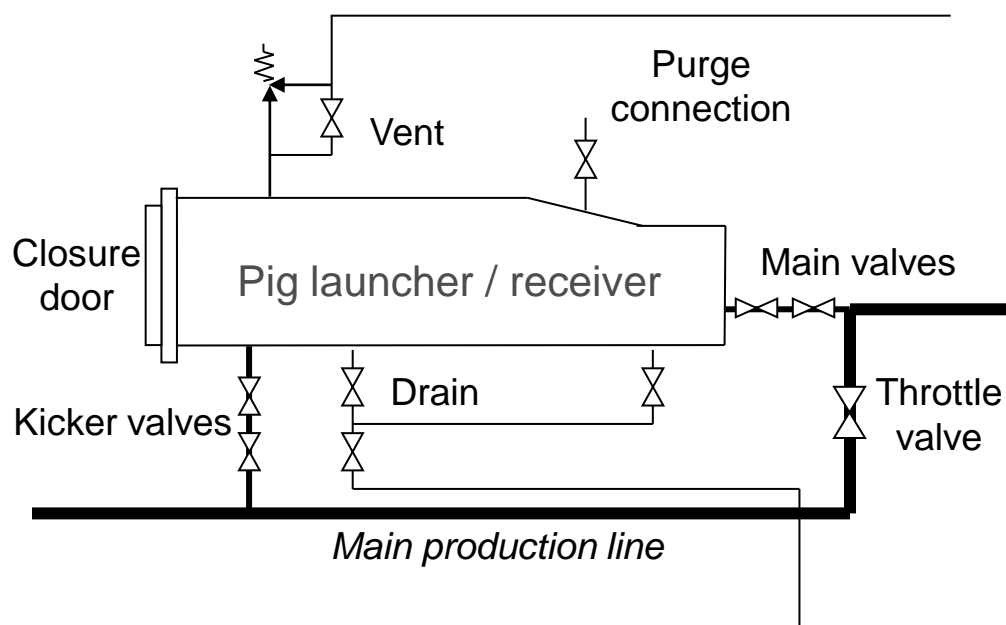 Purge
connection
Vent
Closure
door
Pig launcher / receiver
Main valves
Kicker valves
Drain
Throttle
valve
Main production line